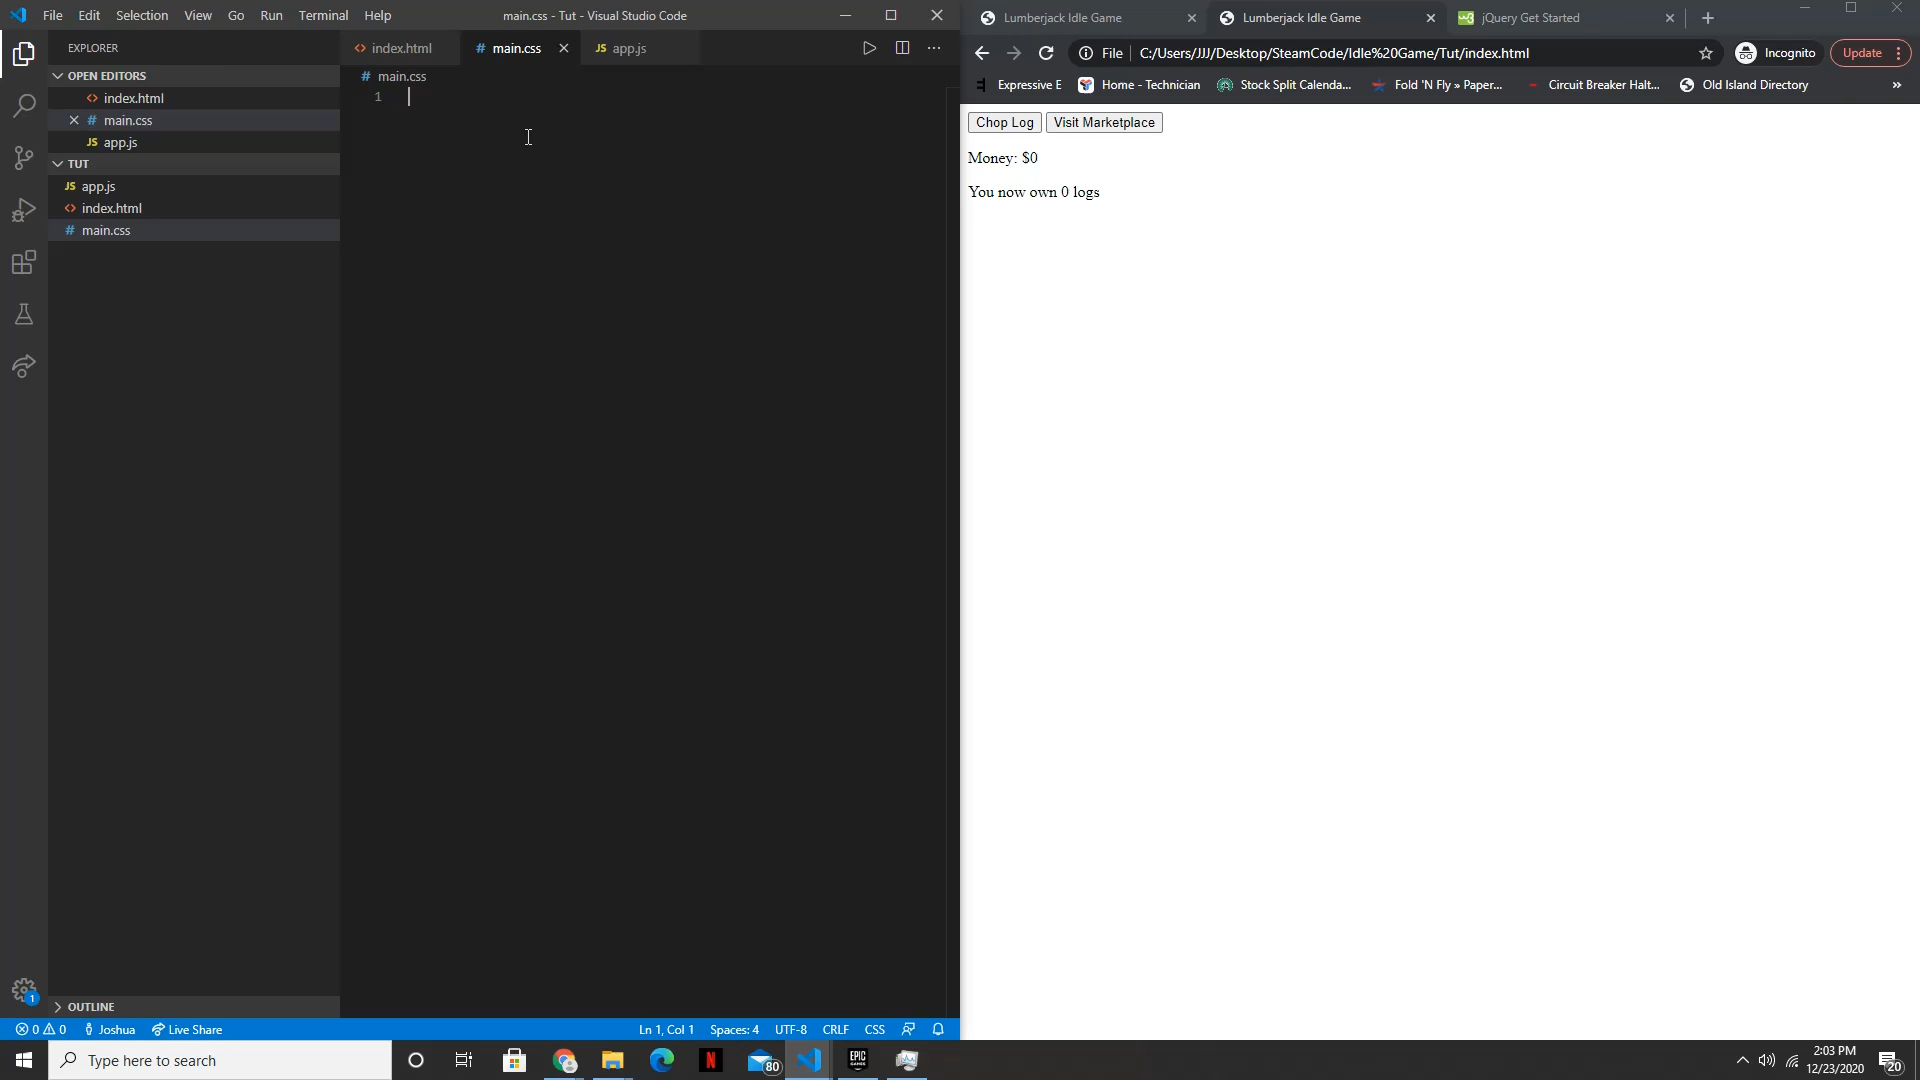 File Edit Selection View Go Run Terminal Help
main.css - Tut - Visual Studio Code
EXPLORER
OPEN EDITORS
index.html
main.css
app.js
TUT
app.js
index.html
main.css
OUTLINE
index.html
main.css
app.js
main.css
1
0 0 Joshua Live Share
Ln 1, Col 1 Spaces: 4 UTF-8 CRLF CSS
Lumberjack Idle Game
Lumberjack Idle Game
jQuery Get Started
File C:/Users/JJJ/Desktop/SteamCode/Idle%20Game/Tut/index.html
Incognito
Update
Expressive E
Home - Technician
Stock Split Calenda...
Fold 'N Fly » Paper...
Circuit Breaker Halt...
Old Island Directory
»
Chop Log
Visit Marketplace
Money: $0
You now own 0 logs
Type here to search
80
EPIC GAMES
2:03 PM
12/23/2020
20
1